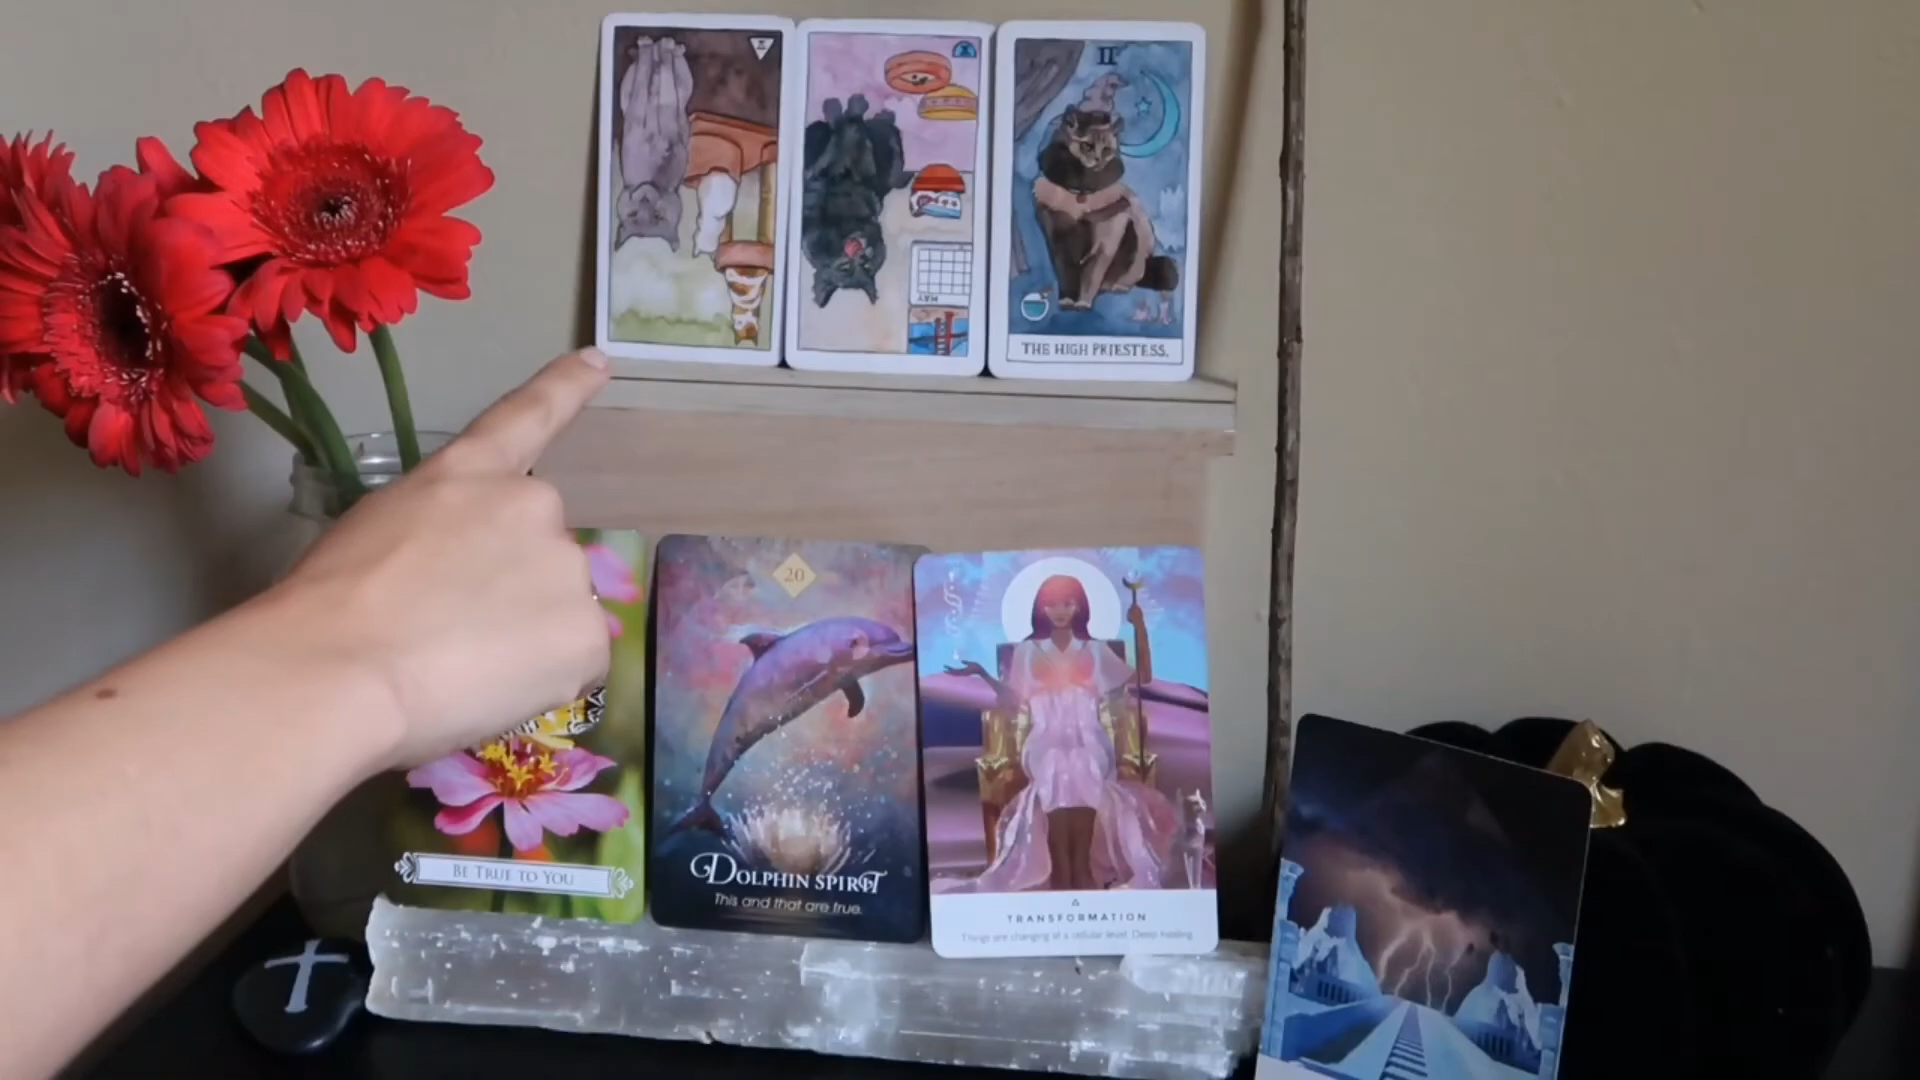 II
THE HIGH PRIESTESS.
MAY
BE TRUE TO YOU
20
DOLPHIN SPIRIT
This and that are true.
TRANSFORMATION
Things are changing at a cellular level. Deep healing.